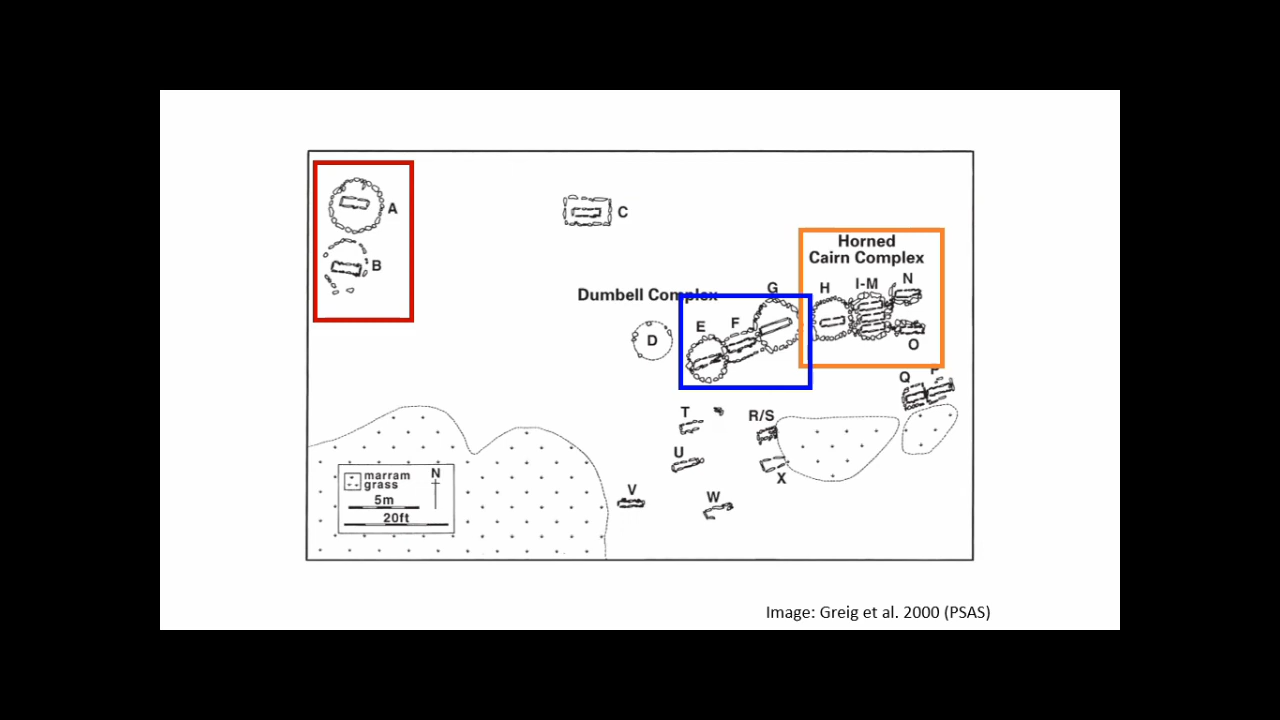 A
B
C
Horned
Cairn Complex
Dumbell Complex
G
H
I-M
N
E
F
D
O
Q
P
T
R/S
U
X
V
W
marram
grass
N
5m
20ft
Image: Greig et al. 2000 (PSAS)